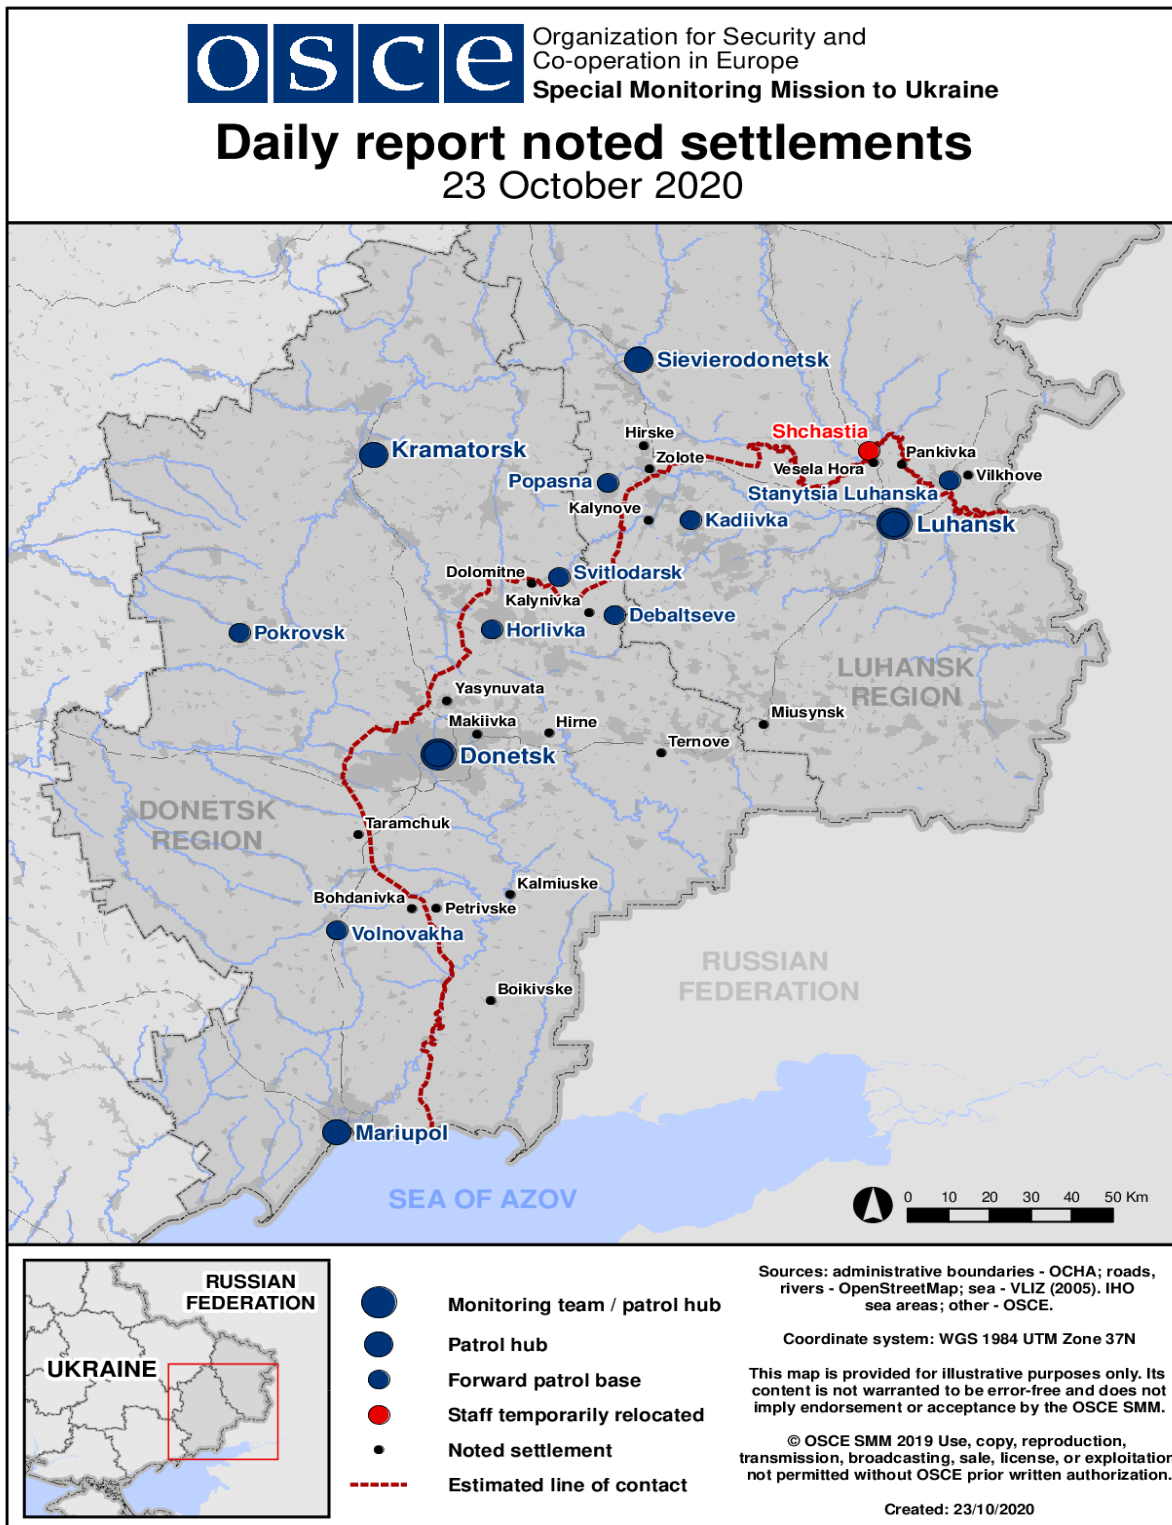 osce
Organization for Security and
Co-operation in Europe
Special Monitoring Mission to Ukraine
Daily report noted settlements
23 October 2020
Sievierodonetsk
Shchastia
Hirske
Kramatorsk
Zolote
Vesela Hora
Pankivka
Popasna
Vilkhove
Stanytsia Luhanska
Kalynove
Kadiivka
Luhansk
Dolomitne
Svitlodarsk
Kalynivka
Debaltseve
Pokrovsk
Horlivka
LUHANSK
REGION
Yasynuvata
Makiivka
Hirne
Miusynsk
Ternove
Donetsk
DONETSK
REGION
Taramchuk
Kalmiuske
Bohdanivka
Petrivske
Volnovakha
RUSSIAN
FEDERATION
Boikivske
Mariupol
SEA OF AZOV
0 10 20 30 40 50 Km
RUSSIAN
FEDERATION
UKRAINE
Monitoring team / patrol hub
Patrol hub
Forward patrol base
Staff temporarily relocated
Noted settlement
Estimated line of contact
Sources: administrative boundaries - OCHA; roads,
rivers - OpenStreetMap; sea - VLIZ (2005). IHO
sea areas; other - OSCE.
Coordinate system: WGS 1984 UTM Zone 37N
This map is provided for illustrative purposes only. Its
content is not warranted to be error-free and does not
imply endorsement or acceptance by the OSCE SMM.
© OSCE SMM 2019 Use, copy, reproduction,
transmission, broadcasting, sale, license, or exploitation
not permitted without OSCE prior written authorization.
Created: 23/10/2020